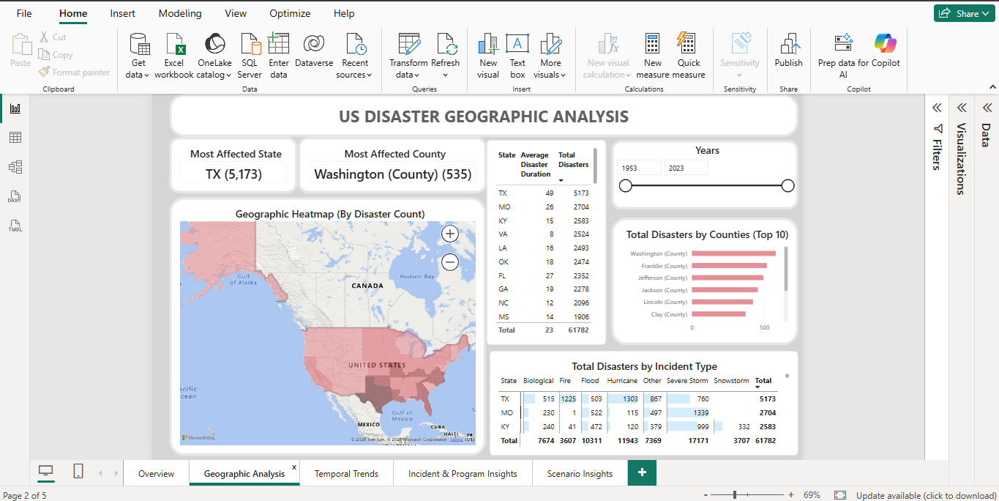 File Home Insert Modeling View Optimize Help Share
Paste
Cut
Copy
Format painter
Clipboard
Get data
Excel workbook
OneLake catalog
SQL Server
Enter data
Dataverse
Recent sources
Data
Transform data
Refresh
Queries
New visual
Text box
More visuals
Insert
New visual calculation
New measure
Quick measure
Calculations
Sensitivity
Sensitivity
Publish
Share
Prep data for AI
Copilot
Copilot
DAX
TMDL
US DISASTER GEOGRAPHIC ANALYSIS
Most Affected State
TX (5,173)
Most Affected County
Washington (County) (535)
State Average Disaster Duration Total Disasters
TX 49 5173
MO 26 2704
KY 15 2583
VA 8 2524
LA 16 2493
OK 18 2474
FL 27 2352
GA 19 2278
NC 12 2096
MS 14 1906
Total 23 61782
Years
1953 2023
Geographic Heatmap (By Disaster Count)
Gulf of Alaska
Hudson Bay
CANADA
UNITED STATES
Gulf of Mexico
MEXICO
CUBA
HAITI
PR (US)
Microsoft Bing
© 2026 TomTom, © 2026 Microsoft Corporation Terms
Total Disasters by Counties (Top 10)
Washington (County)
Franklin (County)
Jefferson (County)
Jackson (County)
Lincoln (County)
Clay (County)
0 500
Total Disasters by Incident Type
State Biological Fire Flood Hurricane Other Severe Storm Snowstorm Total
TX 515 1225 503 1303 867 760 5173
MO 230 1 522 115 497 1339 2704
KY 240 41 472 120 379 999 332 2583
Total 7674 3607 10311 11943 7369 17171 3707 61782
Filters
Visualizations
Data
Overview Geographic Analysis x Temporal Trends Incident & Program Insights Scenario Insights +
Page 2 of 5
- + 69% Update available (click to download)